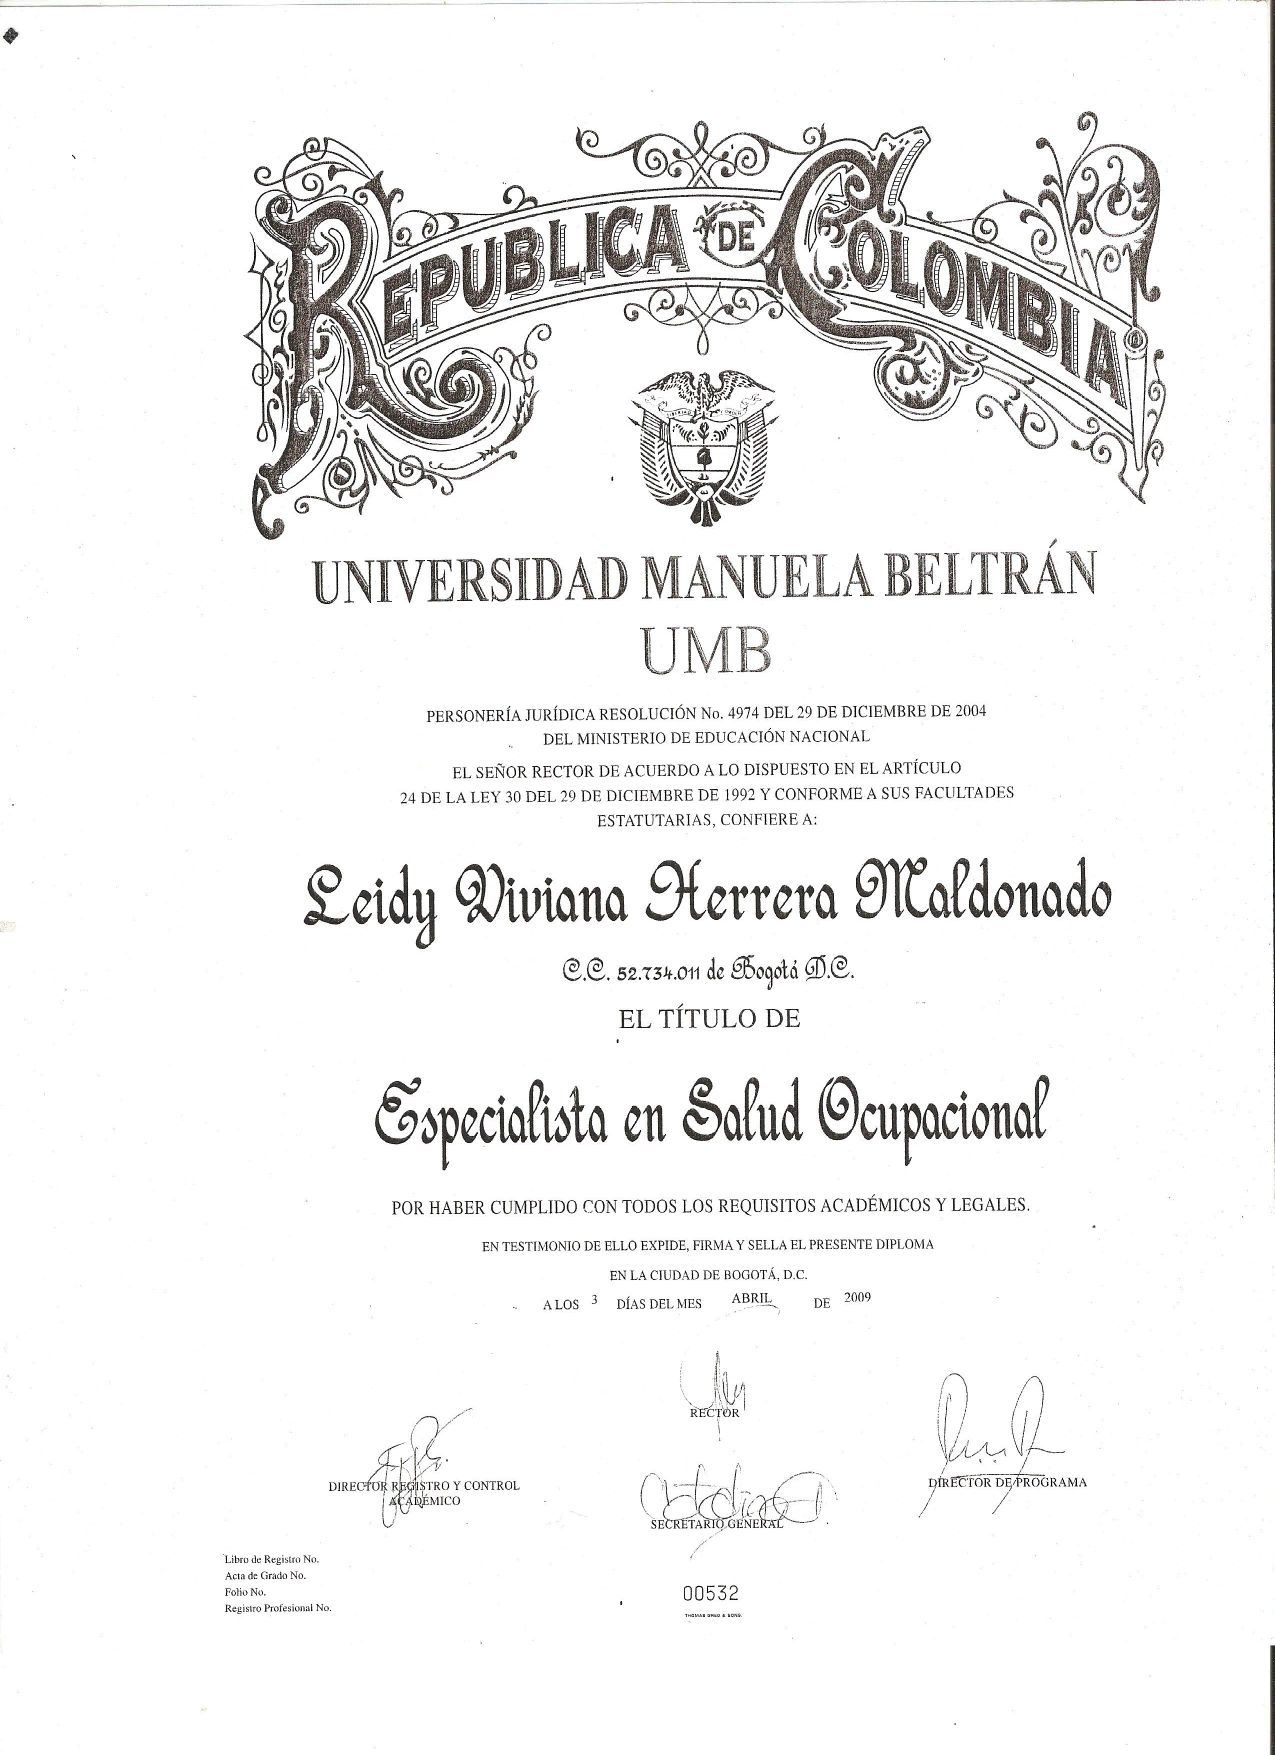 REPUBLICA DE COLOMBIA
LIBERTAD Y ORDEN
UNIVERSIDAD MANUELA BELTRÁN
UMB
PERSONERÍA JURÍDICA RESOLUCIÓN No. 4974 DEL 29 DE DICIEMBRE DE 2004
DEL MINISTERIO DE EDUCACIÓN NACIONAL
EL SEÑOR RECTOR DE ACUERDO A LO DISPUESTO EN EL ARTÍCULO
24 DE LA LEY 30 DEL 29 DE DICIEMBRE DE 1992 Y CONFORME A SUS FACULTADES
ESTATUTARIAS, CONFIERE A:
Leidy Viviana Herrera Maldonado
C.C. 52.734.011 de Bogotá D.C.
EL TÍTULO DE
Especialista en Salud Ocupacional
POR HABER CUMPLIDO CON TODOS LOS REQUISITOS ACADÉMICOS Y LEGALES.
EN TESTIMONIO DE ELLO EXPIDE, FIRMA Y SELLA EL PRESENTE DIPLOMA
EN LA CIUDAD DE BOGOTÁ, D.C.
A LOS 3 DÍAS DEL MES ABRIL DE 2009
RECTOR
DIRECTOR REGISTRO Y CONTROL
ACADÉMICO
DIRECTOR DE PROGRAMA
SECRETARIO GENERAL
Libro de Registro No.
Acta de Grado No.
Folio No.
Registro Profesional No.
00532
THOMAS GREG & SONS.